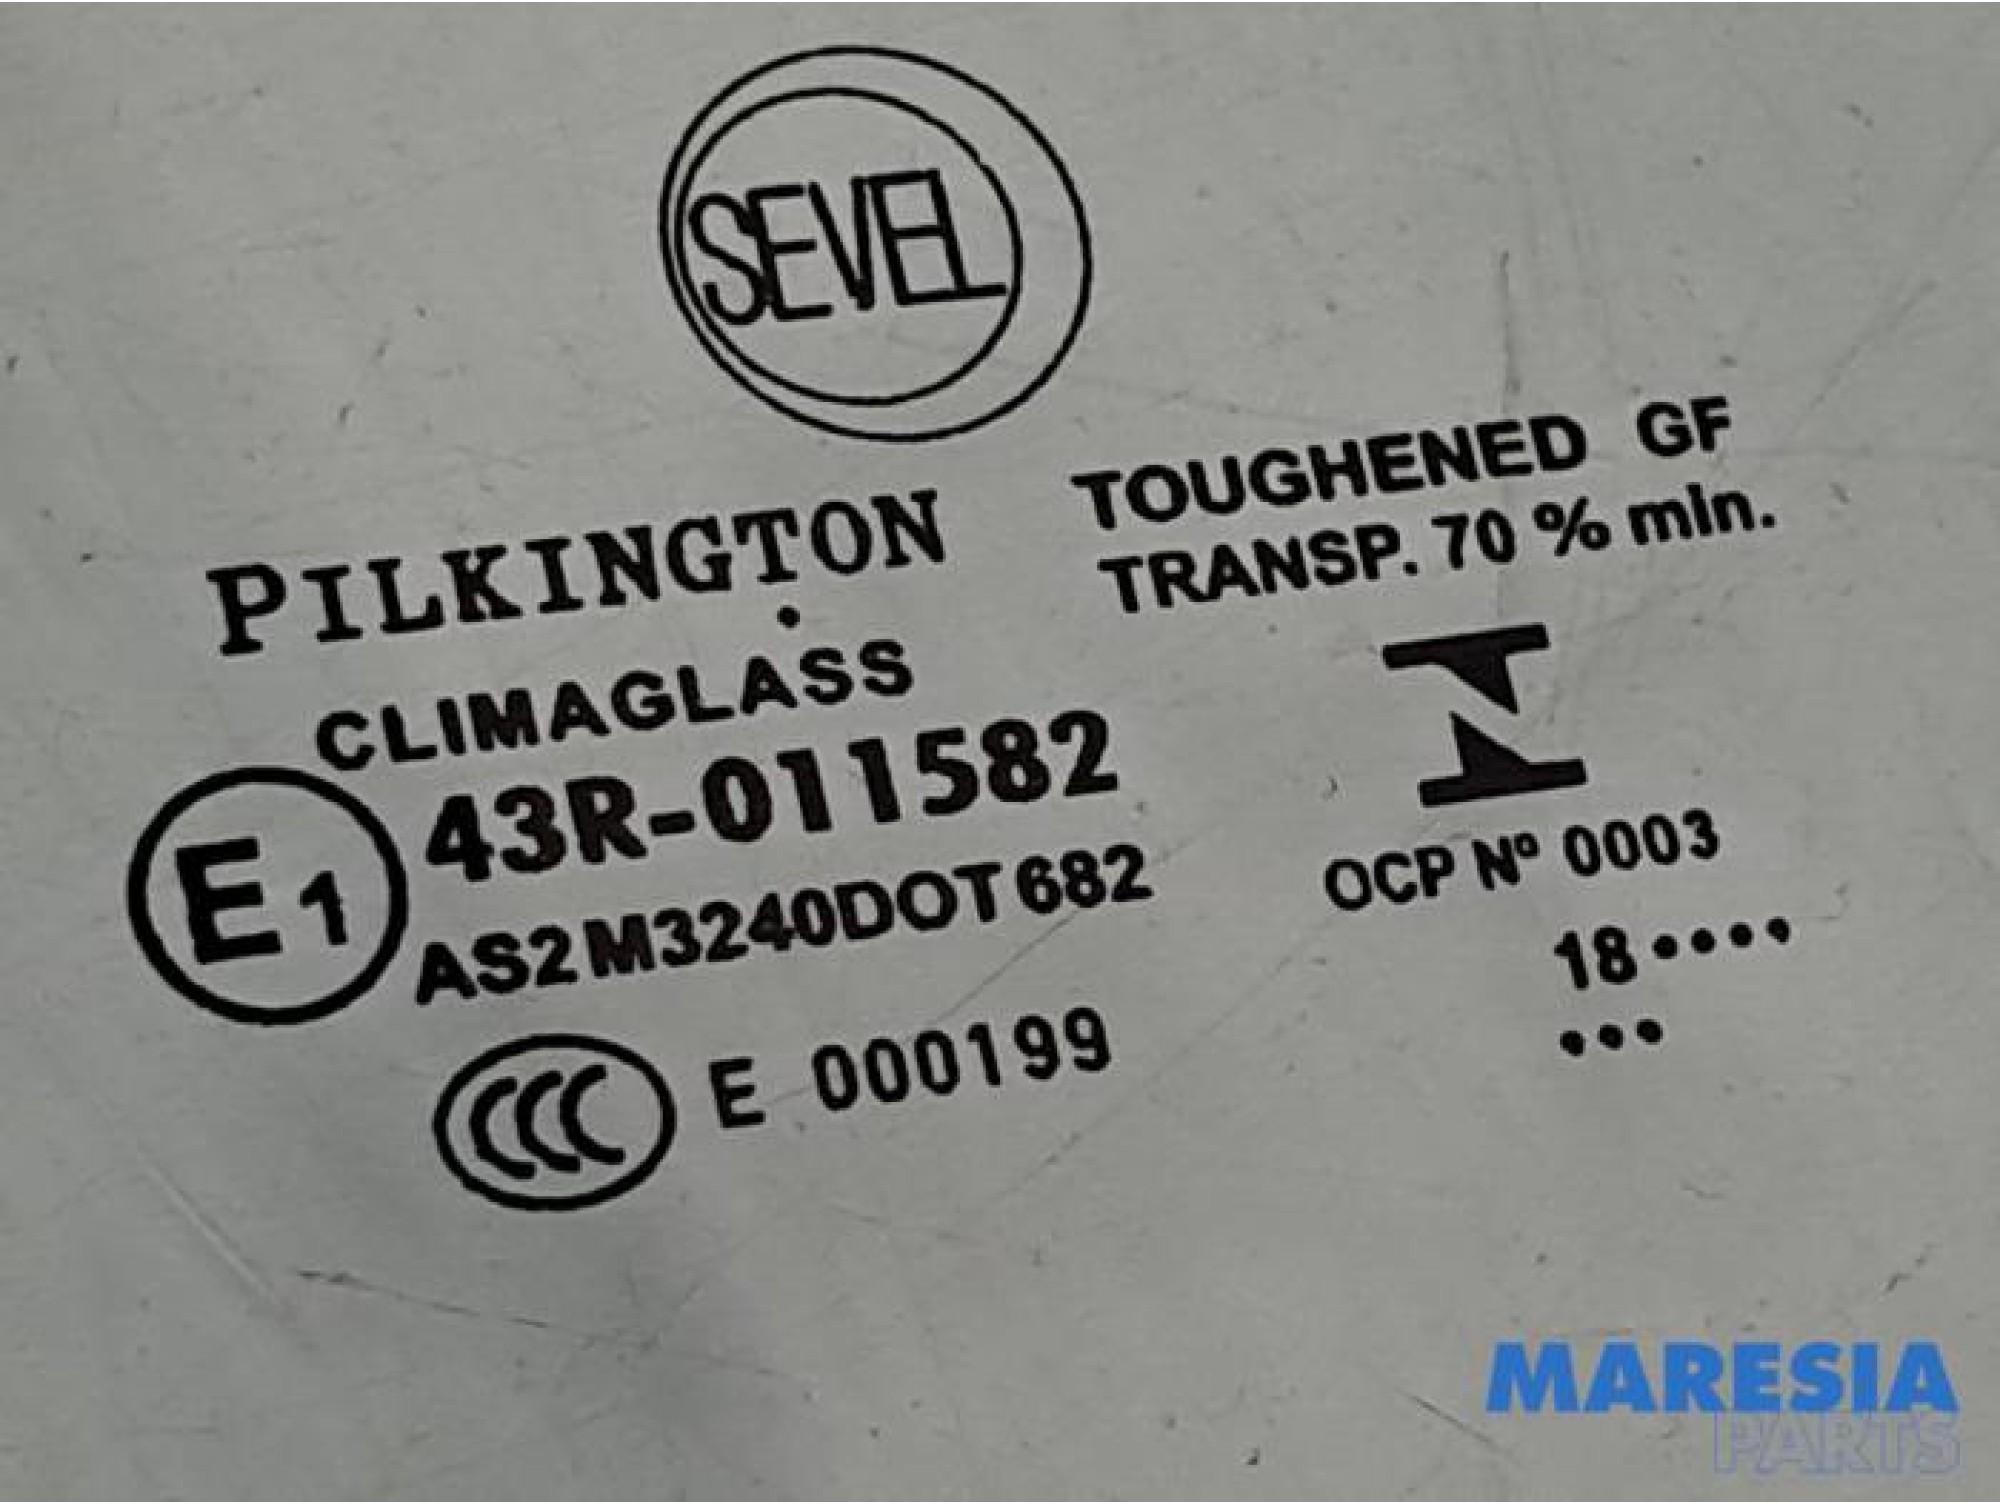 SEVEL
PILKINGTON
CLIMAGLASS
E1 43R-011582
AS2M3240DOT682
CCC E 000199
TOUGHENED GF
TRANSP. 70 % min.
OCP Nº 0003
18••••
•••
MARESIA
PARTS